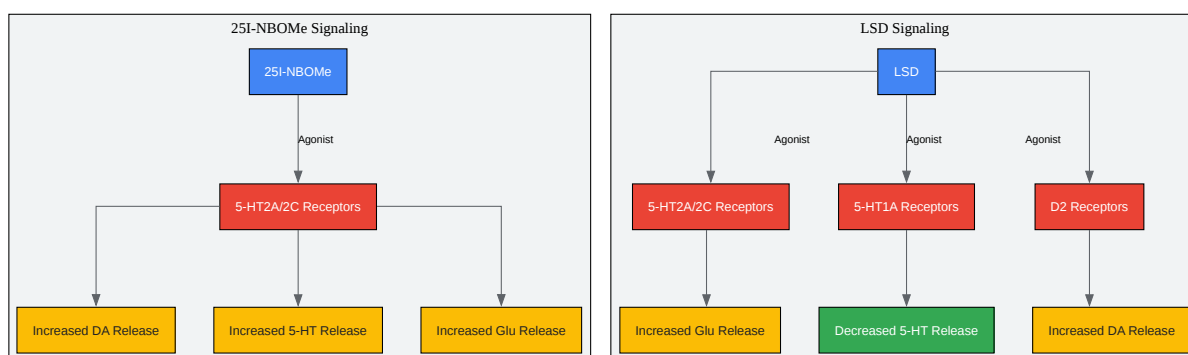 25I-NBOMe Signaling
25I-NBOMe
Agonist
5-HT2A/2C Receptors
Increased DA Release
Increased 5-HT Release
Increased Glu Release
LSD Signaling
LSD
Agonist
Agonist
Agonist
5-HT2A/2C Receptors
5-HT1A Receptors
D2 Receptors
Increased Glu Release
Decreased 5-HT Release
Increased DA Release